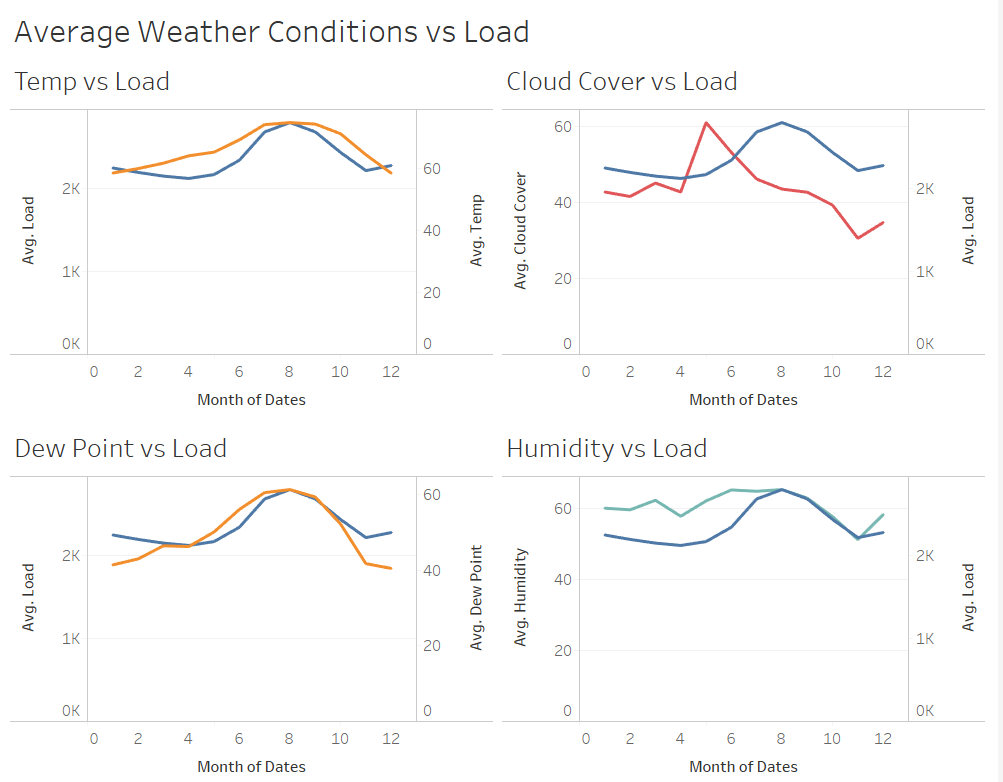 Average Weather Conditions vs Load
Temp vs Load
2K
1K
0K
Avg. Load
60
40
20
0
Avg. Temp
0 2 4 6 8 10 12
Month of Dates
Cloud Cover vs Load
60
40
20
0
Avg. Cloud Cover
2K
1K
0K
Avg. Load
0 2 4 6 8 10 12
Month of Dates
Dew Point vs Load
2K
1K
0K
Avg. Load
60
40
20
0
Avg. Dew Point
0 2 4 6 8 10 12
Month of Dates
Humidity vs Load
60
40
20
0
Avg. Humidity
2K
1K
0K
Avg. Load
0 2 4 6 8 10 12
Month of Dates